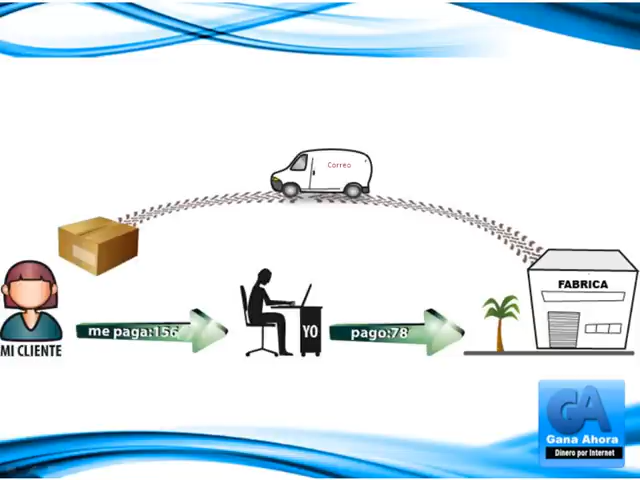 Correo
FABRICA
me paga:156
YO
pago:78
MI CLIENTE
GA
Gana Ahora
Dinero por Internet